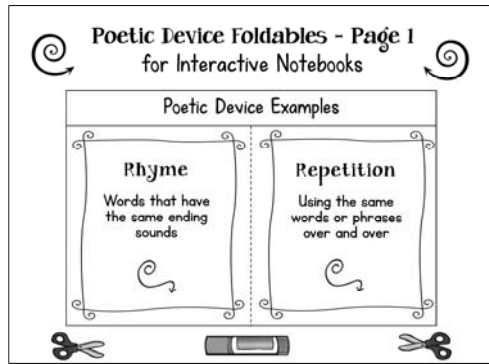 Poetic Device Foldables - Page 1
for Interactive Notebooks
Poetic Device Examples
Rhyme
Words that have
the same ending
sounds
Repetition
Using the same
words or phrases
over and over